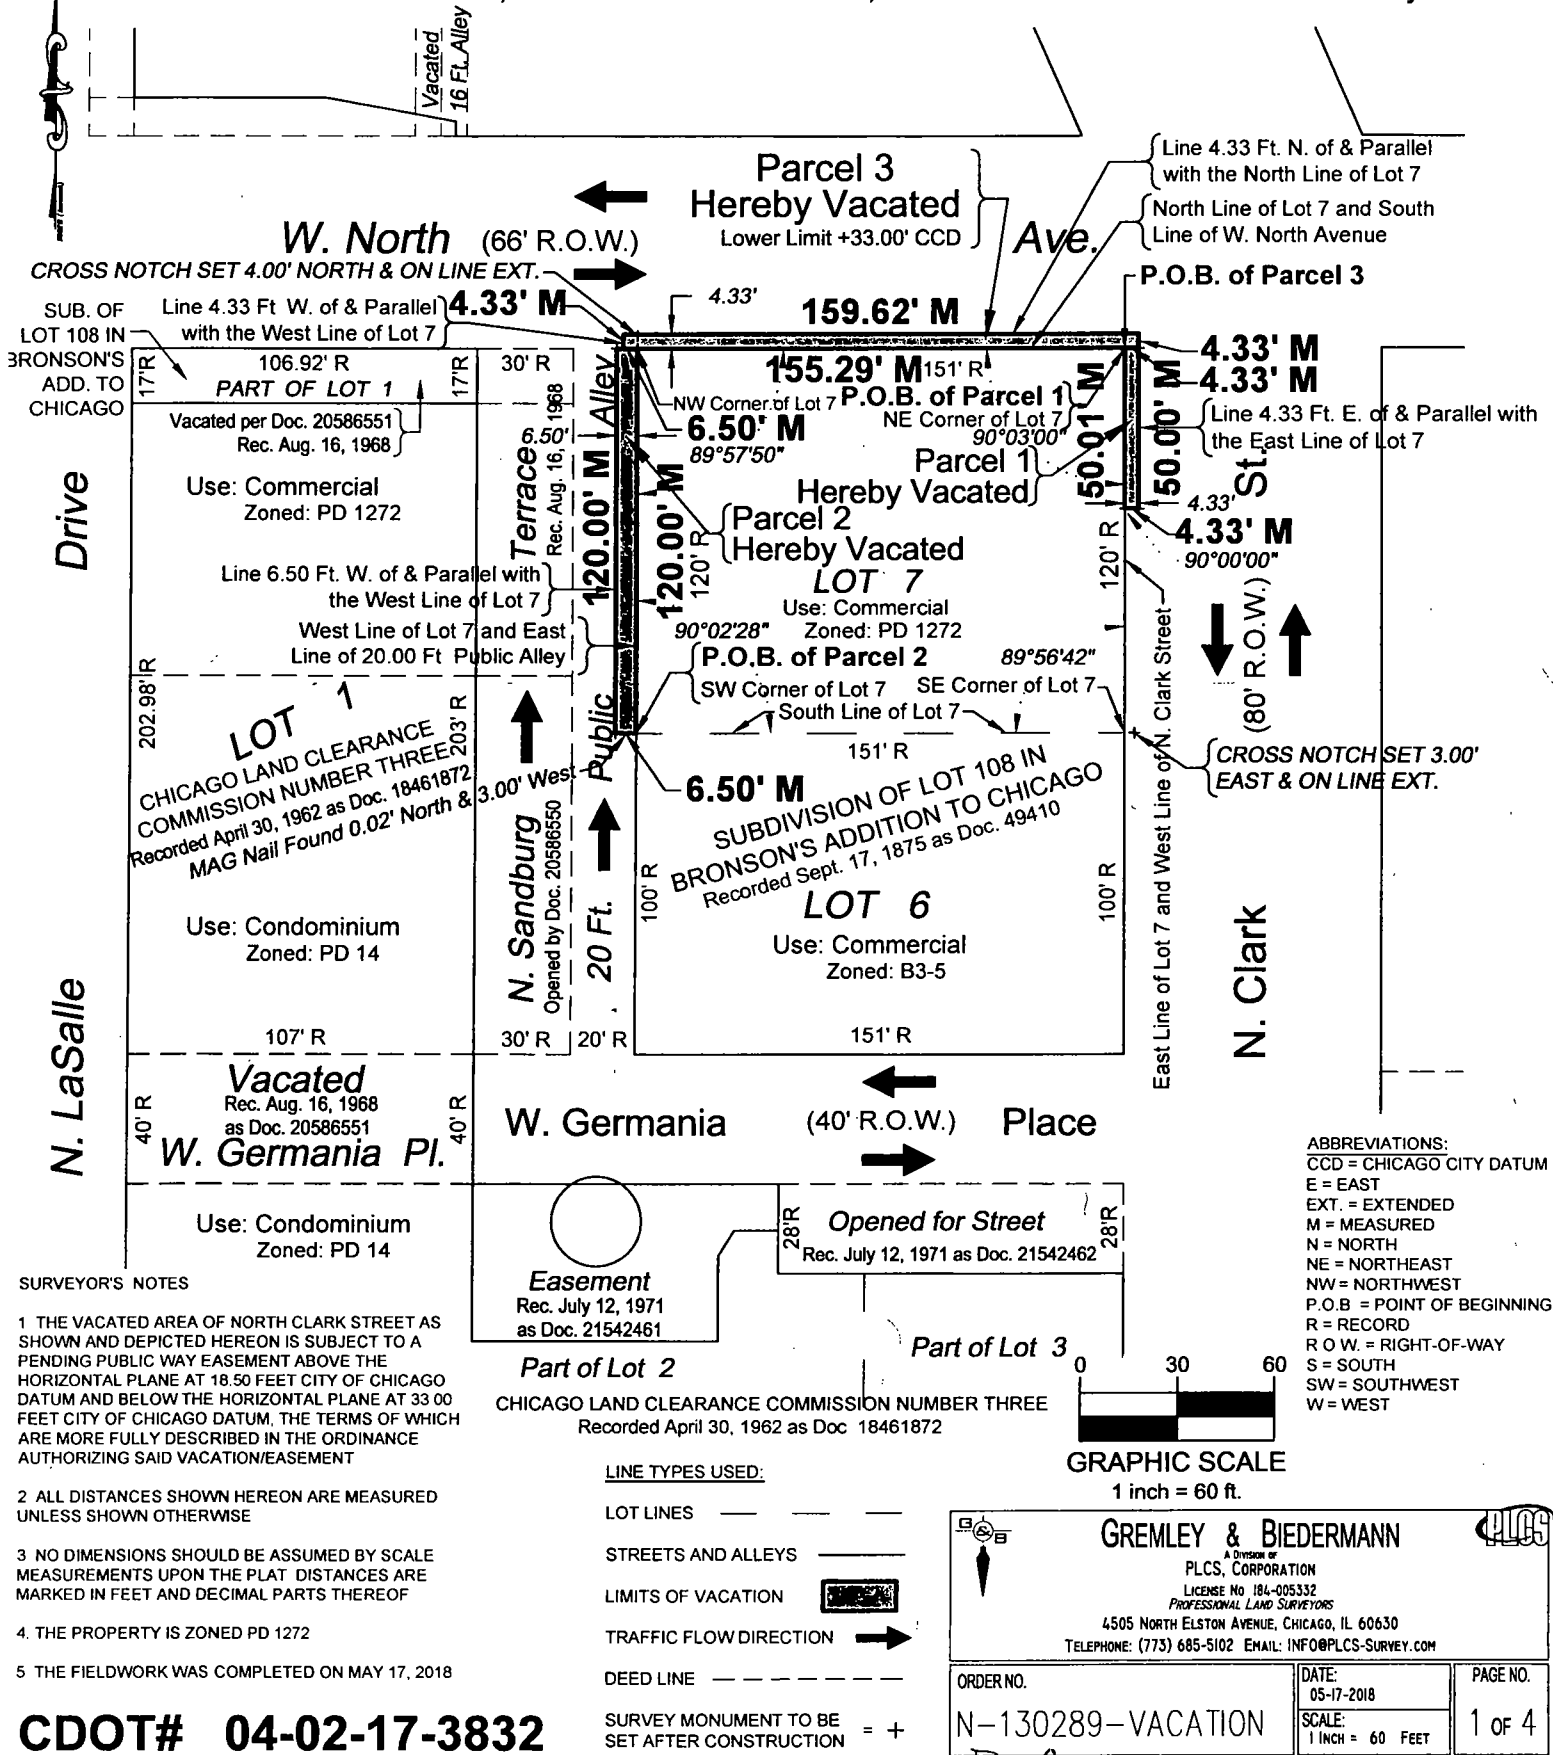 Vacated
16 Ft. Alley
Parcel 3
Hereby Vacated
Lower Limit +33.00' CCD
Line 4.33 Ft. N. of & Parallel
with the North Line of Lot 7
North Line of Lot 7 and South
Line of W. North Avenue
W. North (66' R.O.W.) Ave.
P.O.B. of Parcel 3
CROSS NOTCH SET 4.00' NORTH & ON LINE EXT.
SUB. OF
LOT 108 IN
BRONSON'S
ADD. TO
CHICAGO
Line 4.33 Ft W. of & Parallel
with the West Line of Lot 7
4.33' M
4.33'
159.62' M
155.29' M
151' R
4.33' M
4.33' M
17'R
106.92' R
17'R
30' R
PART OF LOT 1
Vacated per Doc. 20586551
Rec. Aug. 16, 1968
NW Corner of Lot 7
P.O.B. of Parcel 1
NE Corner of Lot 7
90°03'00"
6.50'
6.50' M
89°57'50"
Line 4.33 Ft. E. of & Parallel with
the East Line of Lot 7
Parcel 1
Hereby Vacated
50.01' M
50.00' M
4.33'
4.33' M
90°00'00"
Use: Commercial
Zoned: PD 1272
Terrace
Rec. Aug. 16, 1968
Alley
120.00' M
120.00' M
120' R
Parcel 2
Hereby Vacated
LOT 7
Use: Commercial
Zoned: PD 1272
120' R
Line 6.50 Ft. W. of & Parallel with
the West Line of Lot 7
West Line of Lot 7 and East
Line of 20.00 Ft Public Alley
90°02'28"
P.O.B. of Parcel 2
SW Corner of Lot 7
89°56'42"
SE Corner of Lot 7
South Line of Lot 7
151' R
6.50' M
St.
(80' R.O.W.)
N. Clark
East Line of Lot 7 and West Line of N. Clark Street
CROSS NOTCH SET 3.00'
EAST & ON LINE EXT.
Drive
N. LaSalle
202.98' R
203' R
LOT 1
CHICAGO LAND CLEARANCE
COMMISSION NUMBER THREE
Recorded April 30, 1962 as Doc. 18461872
MAG Nail Found 0.02' North & 3.00' West
N. Sandburg
Opened by Doc. 20586550
Public
20 Ft.
SUBDIVISION OF LOT 108 IN
BRONSON'S ADDITION TO CHICAGO
Recorded Sept. 17, 1875 as Doc. 49410
100' R
100' R
LOT 6
Use: Commercial
Zoned: B3-5
Use: Condominium
Zoned: PD 14
107' R
30' R
20' R
151' R
40' R
Vacated
Rec. Aug. 16, 1968
as Doc. 20586551
W. Germania Pl.
40' R
W. Germania (40' R.O.W.) Place
Use: Condominium
Zoned: PD 14
Easement
Rec. July 12, 1971
as Doc. 21542461
28'R
Opened for Street
Rec. July 12, 1971 as Doc. 21542462
28'R
Part of Lot 2
Part of Lot 3
CHICAGO LAND CLEARANCE COMMISSION NUMBER THREE
Recorded April 30, 1962 as Doc 18461872
ABBREVIATIONS:
CCD = CHICAGO CITY DATUM
E = EAST
EXT. = EXTENDED
M = MEASURED
N = NORTH
NE = NORTHEAST
NW = NORTHWEST
P.O.B = POINT OF BEGINNING
R = RECORD
R O W. = RIGHT-OF-WAY
S = SOUTH
SW = SOUTHWEST
W = WEST
0 30 60
GRAPHIC SCALE
1 inch = 60 ft.
SURVEYOR'S NOTES
1 THE VACATED AREA OF NORTH CLARK STREET AS
SHOWN AND DEPICTED HEREON IS SUBJECT TO A
PENDING PUBLIC WAY EASEMENT ABOVE THE
HORIZONTAL PLANE AT 18.50 FEET CITY OF CHICAGO
DATUM AND BELOW THE HORIZONTAL PLANE AT 33 00
FEET CITY OF CHICAGO DATUM, THE TERMS OF WHICH
ARE MORE FULLY DESCRIBED IN THE ORDINANCE
AUTHORIZING SAID VACATION/EASEMENT
2 ALL DISTANCES SHOWN HEREON ARE MEASURED
UNLESS SHOWN OTHERWISE
3 NO DIMENSIONS SHOULD BE ASSUMED BY SCALE
MEASUREMENTS UPON THE PLAT DISTANCES ARE
MARKED IN FEET AND DECIMAL PARTS THEREOF
4. THE PROPERTY IS ZONED PD 1272
5 THE FIELDWORK WAS COMPLETED ON MAY 17, 2018
CDOT# 04-02-17-3832
LINE TYPES USED:
LOT LINES
STREETS AND ALLEYS
LIMITS OF VACATION
TRAFFIC FLOW DIRECTION
DEED LINE
SURVEY MONUMENT TO BE
SET AFTER CONSTRUCTION = +
G & B
GREMLEY & BIEDERMANN
PLCS
A DIVISION OF
PLCS, CORPORATION
LICENSE No 184-005332
PROFESSIONAL LAND SURVEYORS
4505 NORTH ELSTON AVENUE, CHICAGO, IL 60630
TELEPHONE: (773) 685-5102 EMAIL: INFO@PLCS-SURVEY.COM
ORDER NO.
N-130289-VACATION
DATE:
05-17-2018
SCALE:
1 INCH = 60 FEET
PAGE NO.
1 OF 4